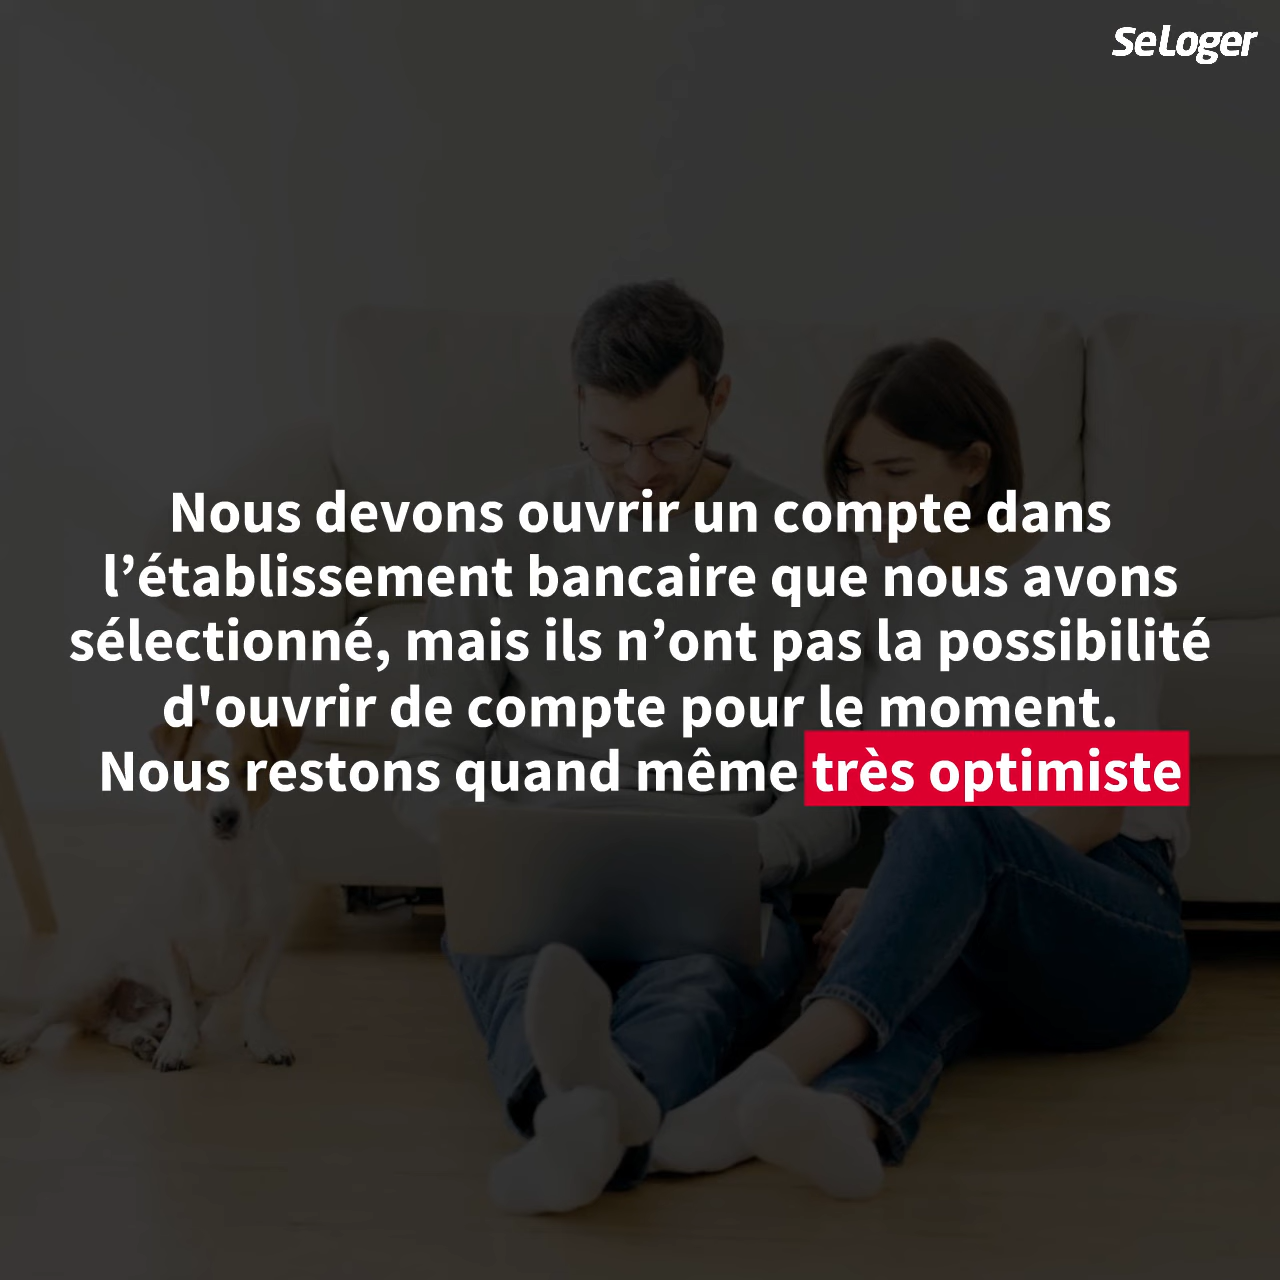 SeLoger
Nous devons ouvrir un compte dans
l’établissement bancaire que nous avons
sélectionné, mais ils n’ont pas la possibilité
d'ouvrir de compte pour le moment.
Nous restons quand même très optimiste